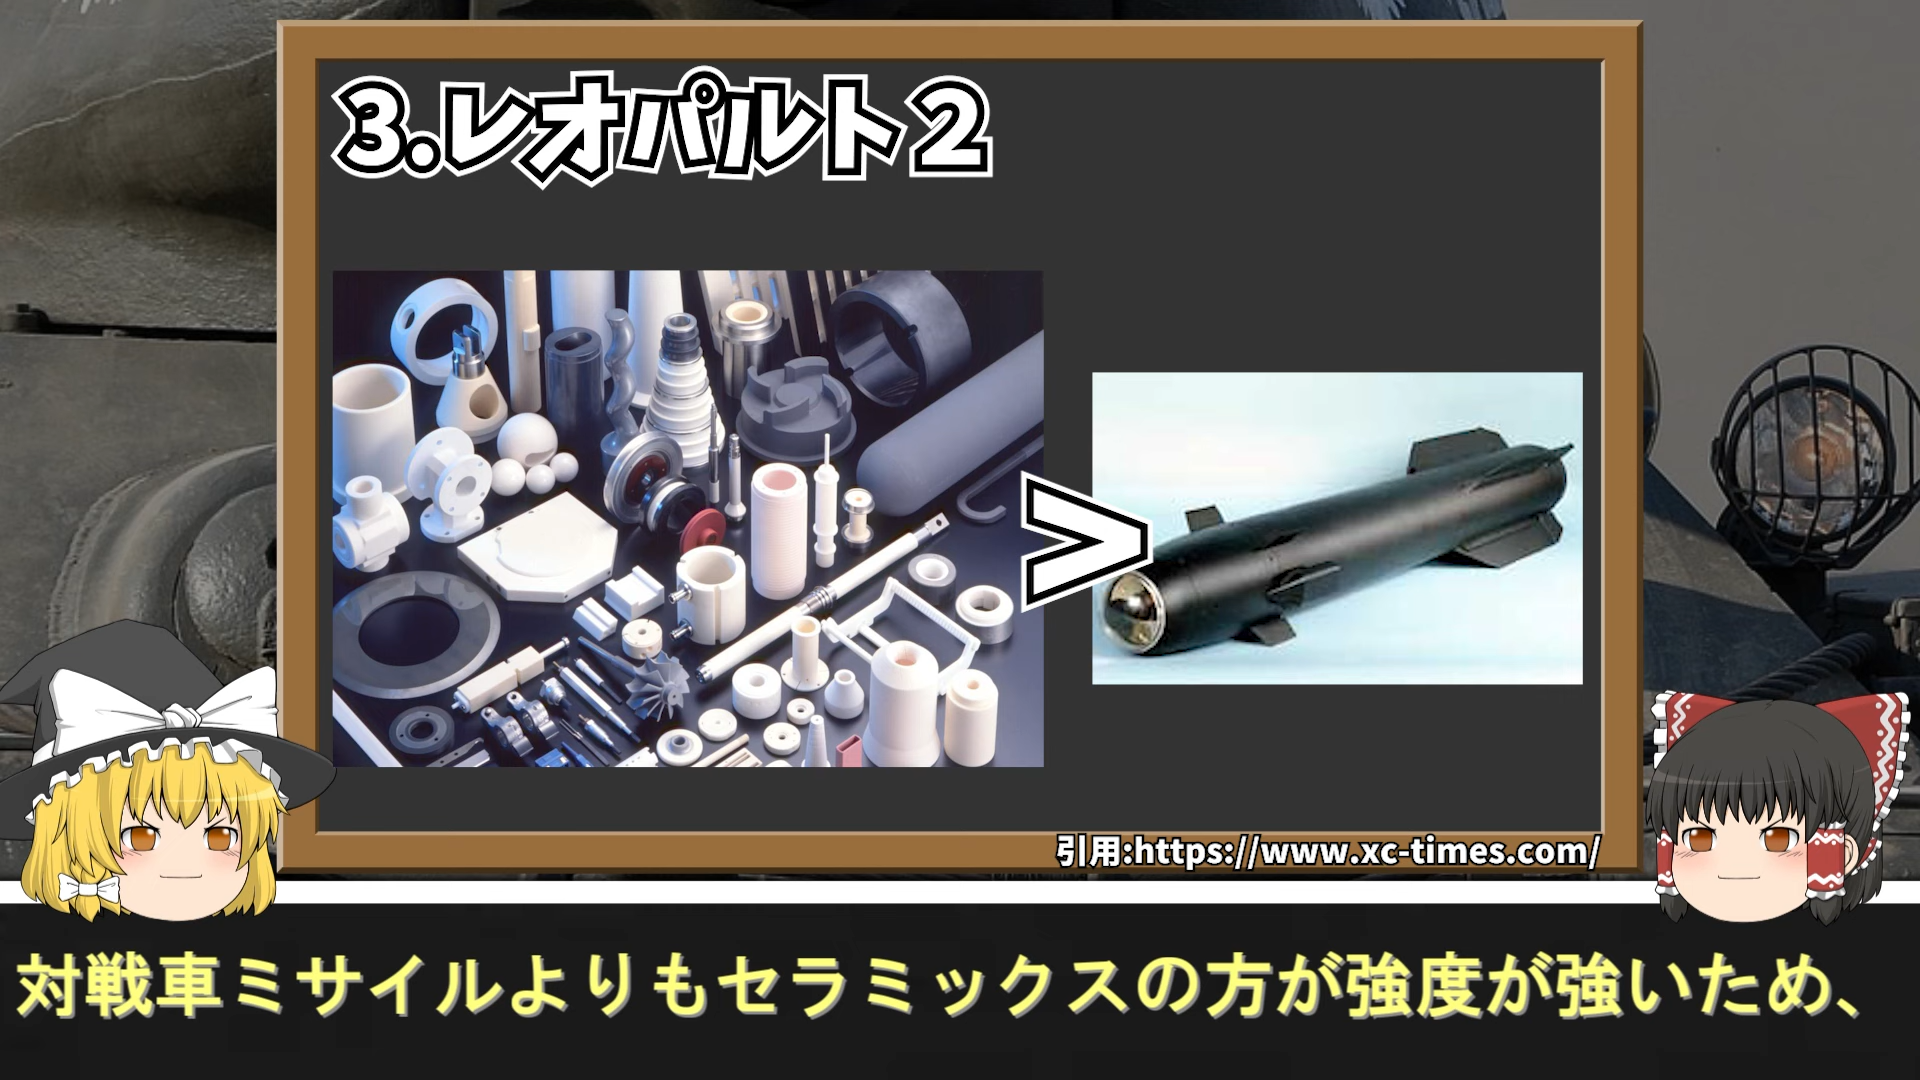 3.レオパルト２
>
引用:https://www.xc-times.com/
対戦車ミサイルよりもセラミックスの方が強度が強いため、